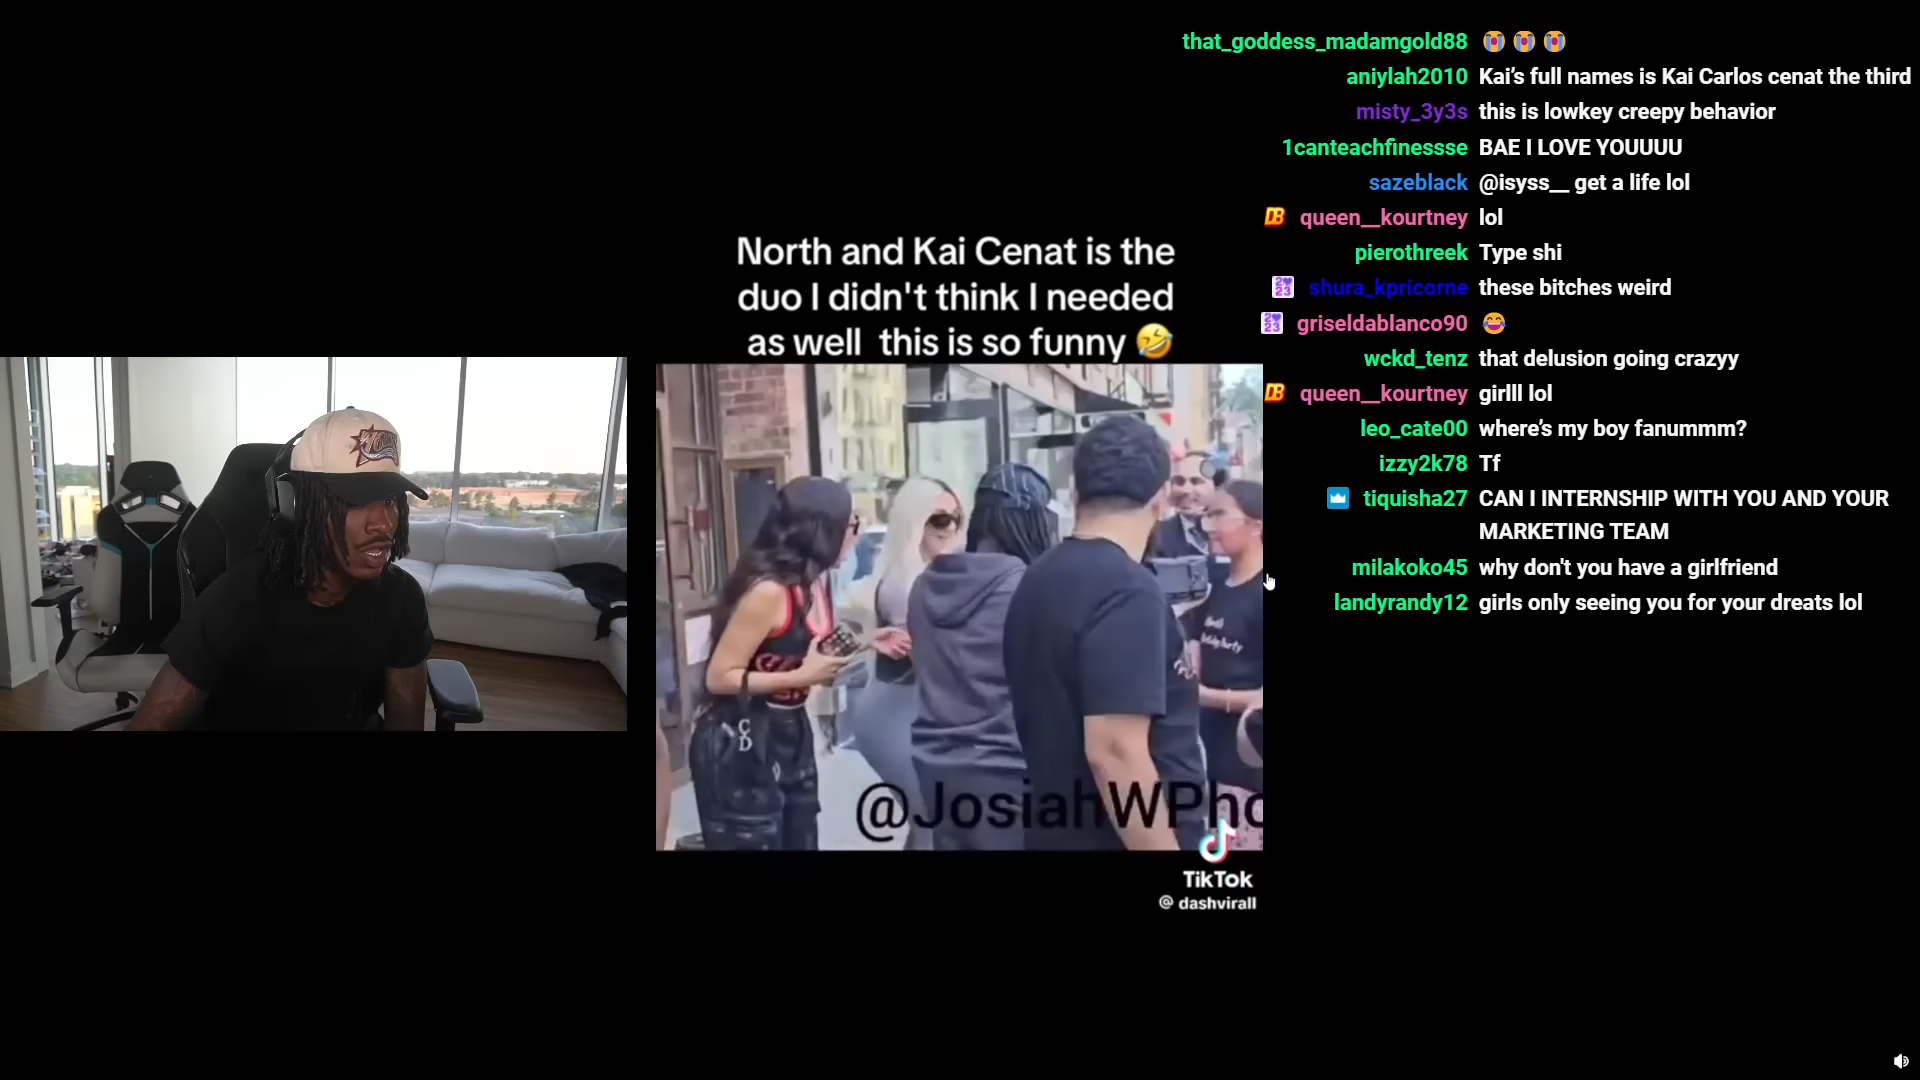 that_goddess_madamgold88 😭 😭 😭
aniylah2010 Kai's full names is Kai Carlos cenat the third
misty_3y3s this is lowkey creepy behavior
1canteachfinessse BAE I LOVE YOUUUU
sazeblack @isyss__ get a life lol
DB queen__kourtney lol
pierothreek Type shi
shura_kpricorne these bitches weird
griseldablanco90 😂
wckd_tenz that delusion going crazyy
DB queen__kourtney girlll lol
leo_cate00 where's my boy fanummm?
izzy2k78 Tf
tiquisha27 CAN I INTERNSHIP WITH YOU AND YOUR
MARKETING TEAM
milakoko45 why don't you have a girlfriend
landyrandy12 girls only seeing you for your dreats lol
North and Kai Cenat is the
duo I didn't think I needed
as well this is so funny 🤣
CD
@JosiahWPho
TikTok
@ dashvirall